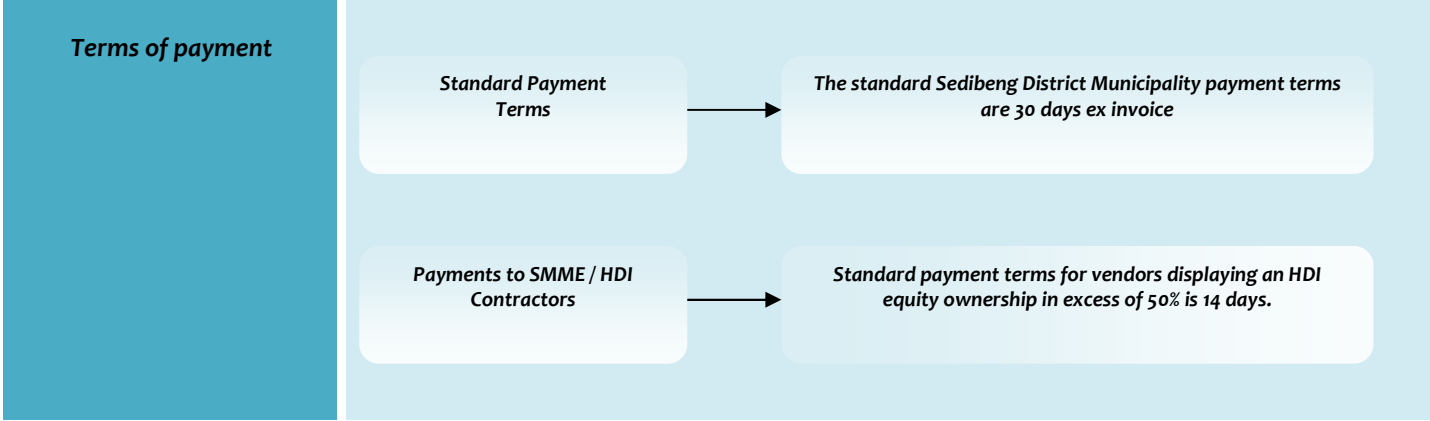 Terms of payment
Standard Payment
Terms
The standard Sedibeng District Municipality payment terms
are 30 days ex invoice
Payments to SMME / HDI
Contractors
Standard payment terms for vendors displaying an HDI
equity ownership in excess of 50% is 14 days.